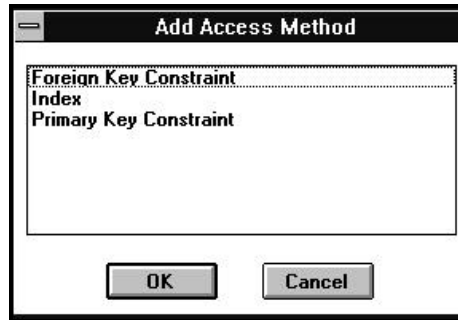 Add Access Method
Foreign Key Constraint
Index
Primary Key Constraint
OK
Cancel